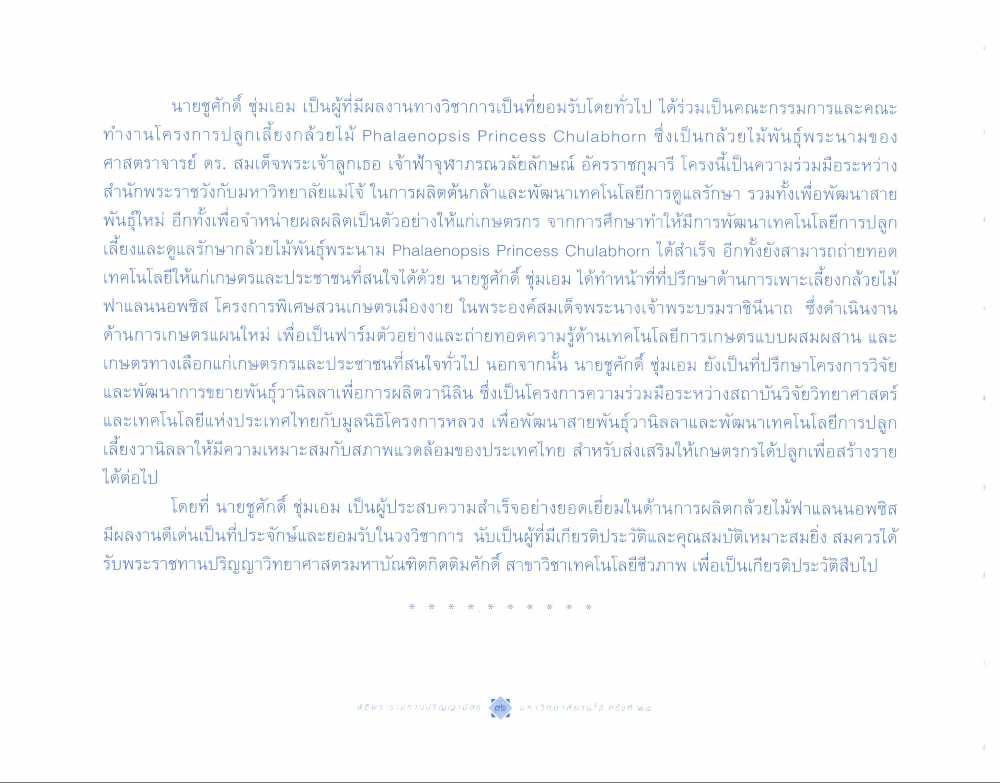 นายชูศักดิ์ ชุ่มเอม เป็นผู้ที่มีผลงานทางวิชาการเป็นที่ยอมรับโดยทั่วไป ได้ร่วมเป็นคณะกรรมการและคณะ
ทำงานโครงการปลูกเลี้ยงกล้วยไม้ Phalaenopsis Princess Chulabhorn ซึ่งเป็นกล้วยไม้พันธุ์พระนามของ
ศาสตราจารย์ ดร. สมเด็จพระเจ้าลูกเธอ เจ้าฟ้าจุฬาภรณวลัยลักษณ์ อัครราชกุมารี โครงนี้เป็นความร่วมมือระหว่าง
สำนักพระราชวังกับมหาวิทยาลัยแม่โจ้ ในการผลิตต้นกล้าและพัฒนาเทคโนโลยีการดูแลรักษา รวมทั้งเพื่อพัฒนาสาย
พันธุ์ใหม่ อีกทั้งเพื่อจำหน่ายผลผลิตเป็นตัวอย่างให้แก่เกษตรกร จากการศึกษาทำให้มีการพัฒนาเทคโนโลยีการปลูก
เลี้ยงและดูแลรักษากล้วยไม้พันธุ์พระนาม Phalaenopsis Princess Chulabhorn ได้สำเร็จ อีกทั้งยังสามารถถ่ายทอด
เทคโนโลยีให้แก่เกษตรและประชาชนที่สนใจได้ด้วย นายชูศักดิ์ ชุ่มเอม ได้ทำหน้าที่ที่ปรึกษาด้านการเพาะเลี้ยงกล้วยไม้
ฟาแลนนอพซิส โครงการพิเศษสวนเกษตรเมืองงาย ในพระองค์สมเด็จพระนางเจ้าพระบรมราชินีนาถ ซึ่งดำเนินงาน
ด้านการเกษตรแผนใหม่ เพื่อเป็นฟาร์มตัวอย่างและถ่ายทอดความรู้ด้านเทคโนโลยีการเกษตรแบบผสมผสาน และ
เกษตรทางเลือกแก่เกษตรกรและประชาชนที่สนใจทั่วไป นอกจากนั้น นายชูศักดิ์ ชุ่มเอม ยังเป็นที่ปรึกษาโครงการวิจัย
และพัฒนาการขยายพันธุ์วานิลลาเพื่อการผลิตวานิลิน ซึ่งเป็นโครงการความร่วมมือระหว่างสถาบันวิจัยวิทยาศาสตร์
และเทคโนโลยีแห่งประเทศไทยกับมูลนิธิโครงการหลวง เพื่อพัฒนาสายพันธุ์วานิลลาและพัฒนาเทคโนโลยีการปลูก
เลี้ยงวานิลลาให้มีความเหมาะสมกับสภาพแวดล้อมของประเทศไทย สำหรับส่งเสริมให้เกษตรกรได้ปลูกเพื่อสร้างราย
ได้ต่อไป
โดยที่ นายชูศักดิ์ ชุ่มเอม เป็นผู้ประสบความสำเร็จอย่างยอดเยี่ยมในด้านการผลิตกล้วยไม้ฟาแลนนอพซิส
มีผลงานดีเด่นเป็นที่ประจักษ์และยอมรับในวงวิชาการ นับเป็นผู้ที่มีเกียรติประวัติและคุณสมบัติเหมาะสมยิ่ง สมควรได้
รับพระราชทานปริญญาวิทยาศาสตรมหาบัณฑิตกิตติมศักดิ์ สาขาวิชาเทคโนโลยีชีวภาพ เพื่อเป็นเกียรติประวัติสืบไป
* * * * * * * * * *
พิธีพระราชทานปริญญาบัตร ๓๖ มหาวิทยาลัยแม่โจ้ ครั้งที่ ๒๘